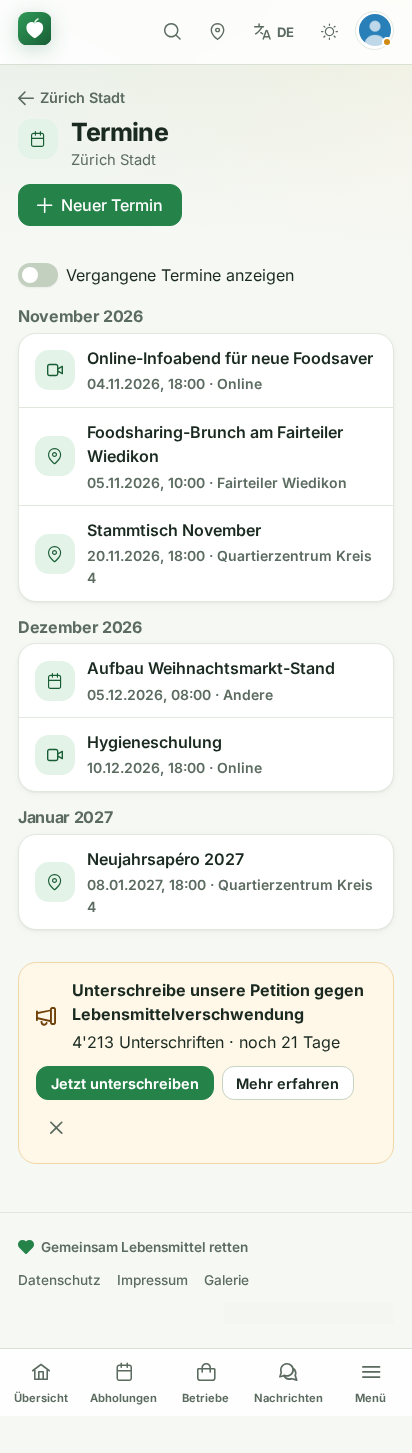 DE
Zürich Stadt
Termine
Zürich Stadt
Neuer Termin
Vergangene Termine anzeigen
November 2026
Online-Infoabend für neue Foodsaver
04.11.2026, 18:00 · Online
Foodsharing-Brunch am Fairteiler
Wiedikon
05.11.2026, 10:00 · Fairteiler Wiedikon
Stammtisch November
20.11.2026, 18:00 · Quartierzentrum Kreis
4
Dezember 2026
Aufbau Weihnachtsmarkt-Stand
05.12.2026, 08:00 · Andere
Hygieneschulung
10.12.2026, 18:00 · Online
Januar 2027
Neujahrsapéro 2027
08.01.2027, 18:00 · Quartierzentrum Kreis
4
Unterschreibe unsere Petition gegen
Lebensmittelverschwendung
4'213 Unterschriften · noch 21 Tage
Jetzt unterschreiben Mehr erfahren
Gemeinsam Lebensmittel retten
Datenschutz Impressum Galerie
Übersicht Abholungen Betriebe Nachrichten Menü